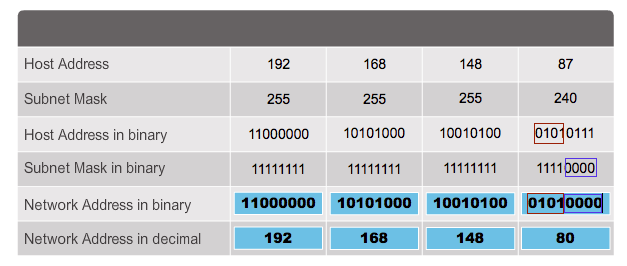 Host Address 192 168 148 87
Subnet Mask 255 255 255 240
Host Address in binary 11000000 10101000 10010100 01010111
Subnet Mask in binary 11111111 11111111 11111111 11110000
Network Address in binary 11000000 10101000 10010100 01010000
Network Address in decimal 192 168 148 80